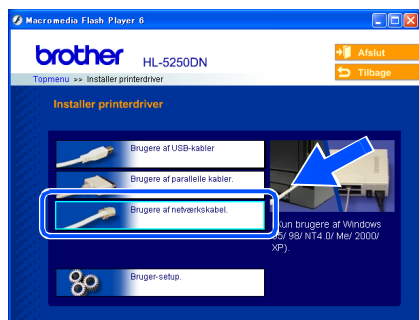 Macromedia Flash Player 6
brother
HL-5250DN
Afslut
Tilbage
Topmenu >> Installer printerdriver
Installer printerdriver
Brugere af USB-kabler
Brugere af parallelle kabler.
Brugere af netværkskabel.
Bruger-setup.
Kun brugere af Windows
95/ 98/ NT4.0/ Me/ 2000/
XP).